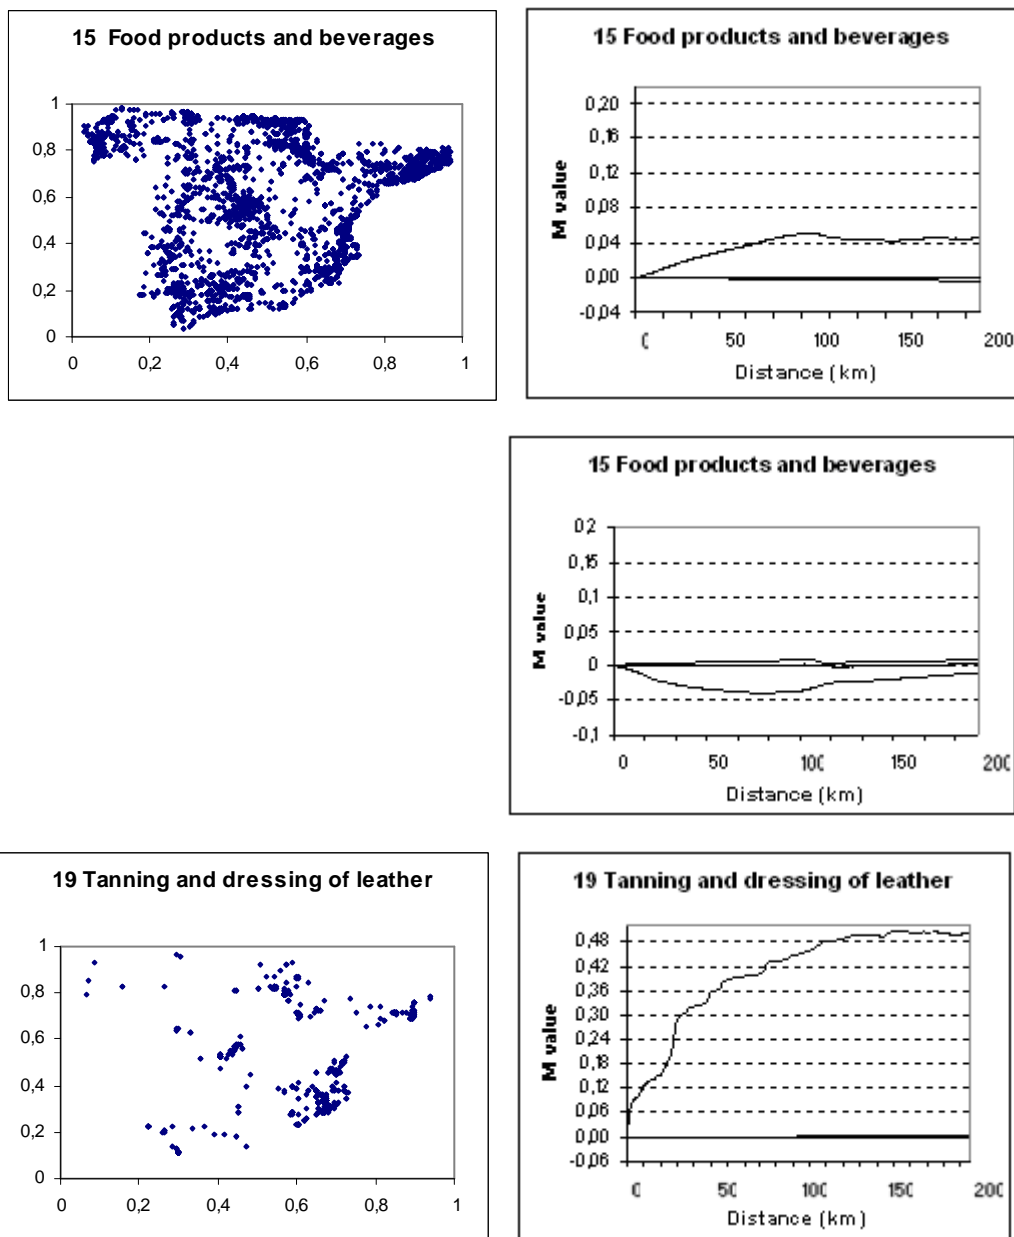 15 Food products and beverages
1
0,8
0,6
0,4
0,2
0
0 0,2 0,4 0,6 0,8 1
15 Food products and beverages
M value
0,20
0,16
0,12
0,08
0,04
0,00
-0,04
0 50 100 150 200
Distance (km)
15 Food products and beverages
M value
0,2
0,15
0,1
0,05
0
-0,05
-0,1
0 50 100 150 200
Distance (km)
19 Tanning and dressing of leather
1
0,8
0,6
0,4
0,2
0
0 0,2 0,4 0,6 0,8 1
19 Tanning and dressing of leather
M value
0,48
0,42
0,36
0,30
0,24
0,18
0,12
0,06
0,00
-0,06
0 50 100 150 200
Distance (km)